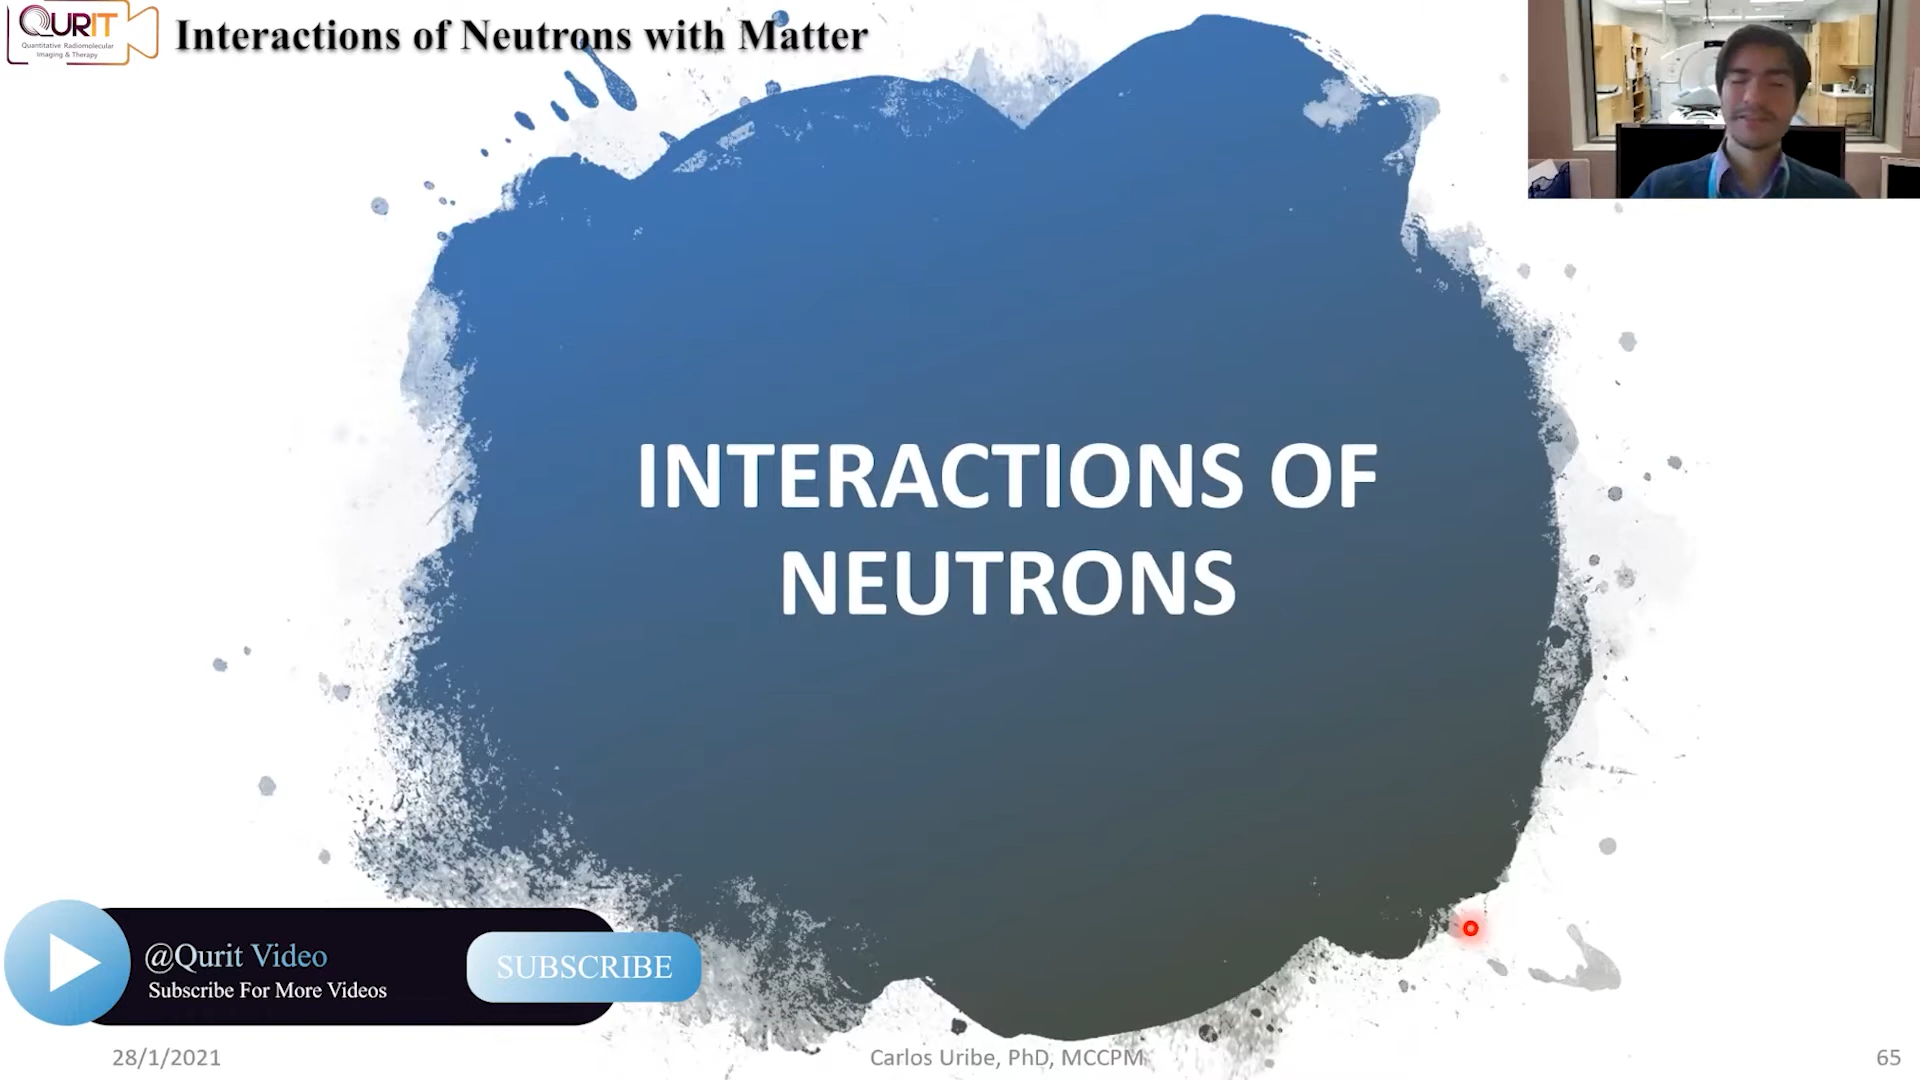 QURIT
Quantitative Radiomolecular
Imaging & Therapy
Interactions of Neutrons with Matter
INTERACTIONS OF
NEUTRONS
@Qurit Video
Subscribe For More Videos
SUBSCRIBE
28/1/2021
Carlos Uribe, PhD, MCCPM
65